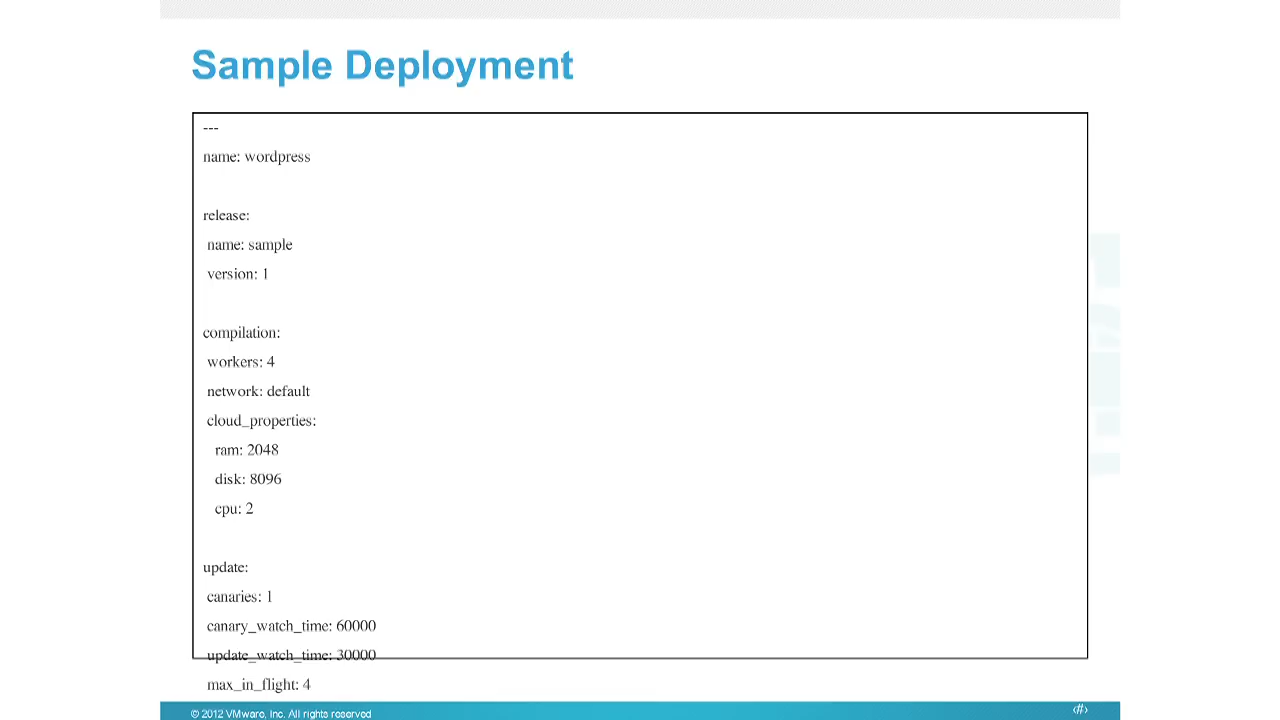 Sample Deployment
---
name: wordpress
release:
name: sample
version: 1
compilation:
workers: 4
network: default
cloud_properties:
ram: 2048
disk: 8096
cpu: 2
update:
canaries: 1
canary_watch_time: 60000
update_watch_time: 30000
max_in_flight: 4
© 2012 VMware, Inc. All rights reserved
‹#›